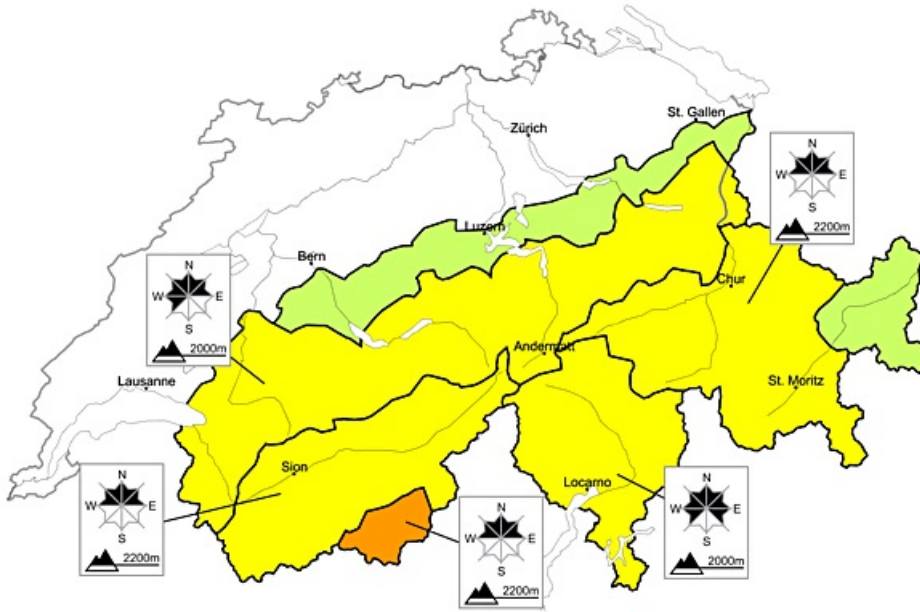 St. Gallen
Zürich
N
W E
S
2200m
Luzern
Bern
N
W E
S
2000m
Chur
Andermatt
Lausanne
St. Moritz
Sion
Locarno
N
W E
S
2200m
N
W E
S
2200m
N
W E
S
2000m